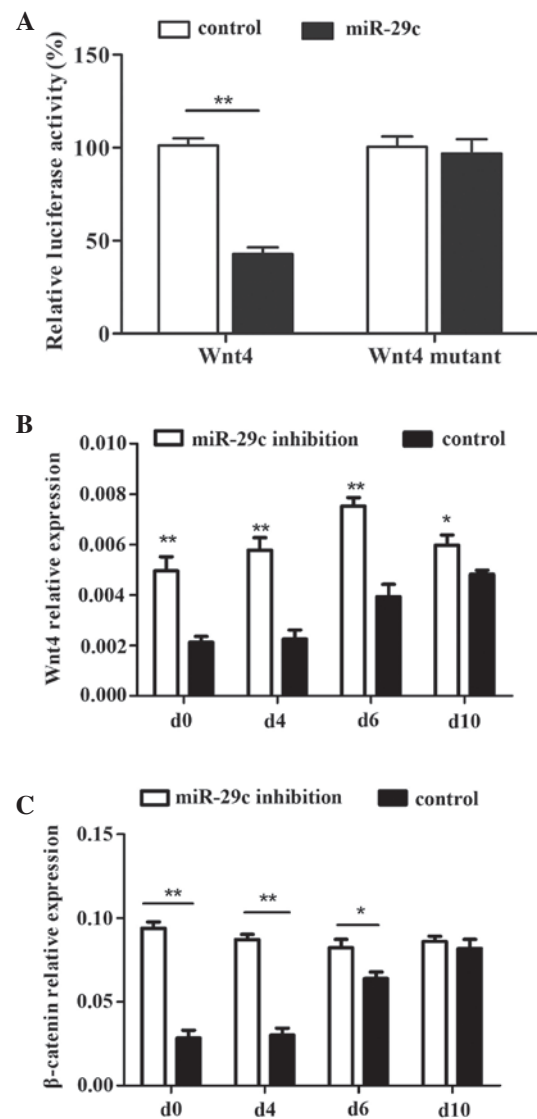 A
control miR-29c
Relative luciferase activity(%)
150
100
50
0
**
Wnt4 Wnt4 mutant
B
miR-29c inhibition control
Wnt4 relative expression
0.010
0.008
0.006
0.004
0.002
0.000
** ** ** *
d0 d4 d6 d10
C
miR-29c inhibition control
β-catenin relative expression
0.15
0.10
0.05
0.00
** ** *
d0 d4 d6 d10